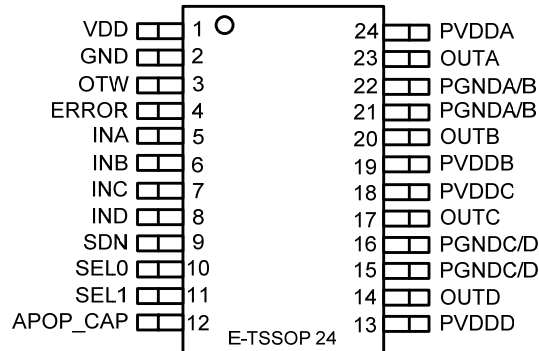 VDD 1 24 PVDDA
GND 2 23 OUTA
OTW 3 22 PGNDA/B
ERROR 4 21 PGNDA/B
INA 5 20 OUTB
INB 6 19 PVDDB
INC 7 18 PVDDC
IND 8 17 OUTC
SDN 9 16 PGNDC/D
SEL0 10 15 PGNDC/D
SEL1 11 14 OUTD
APOP_CAP 12 13 PVDDD
E-TSSOP 24